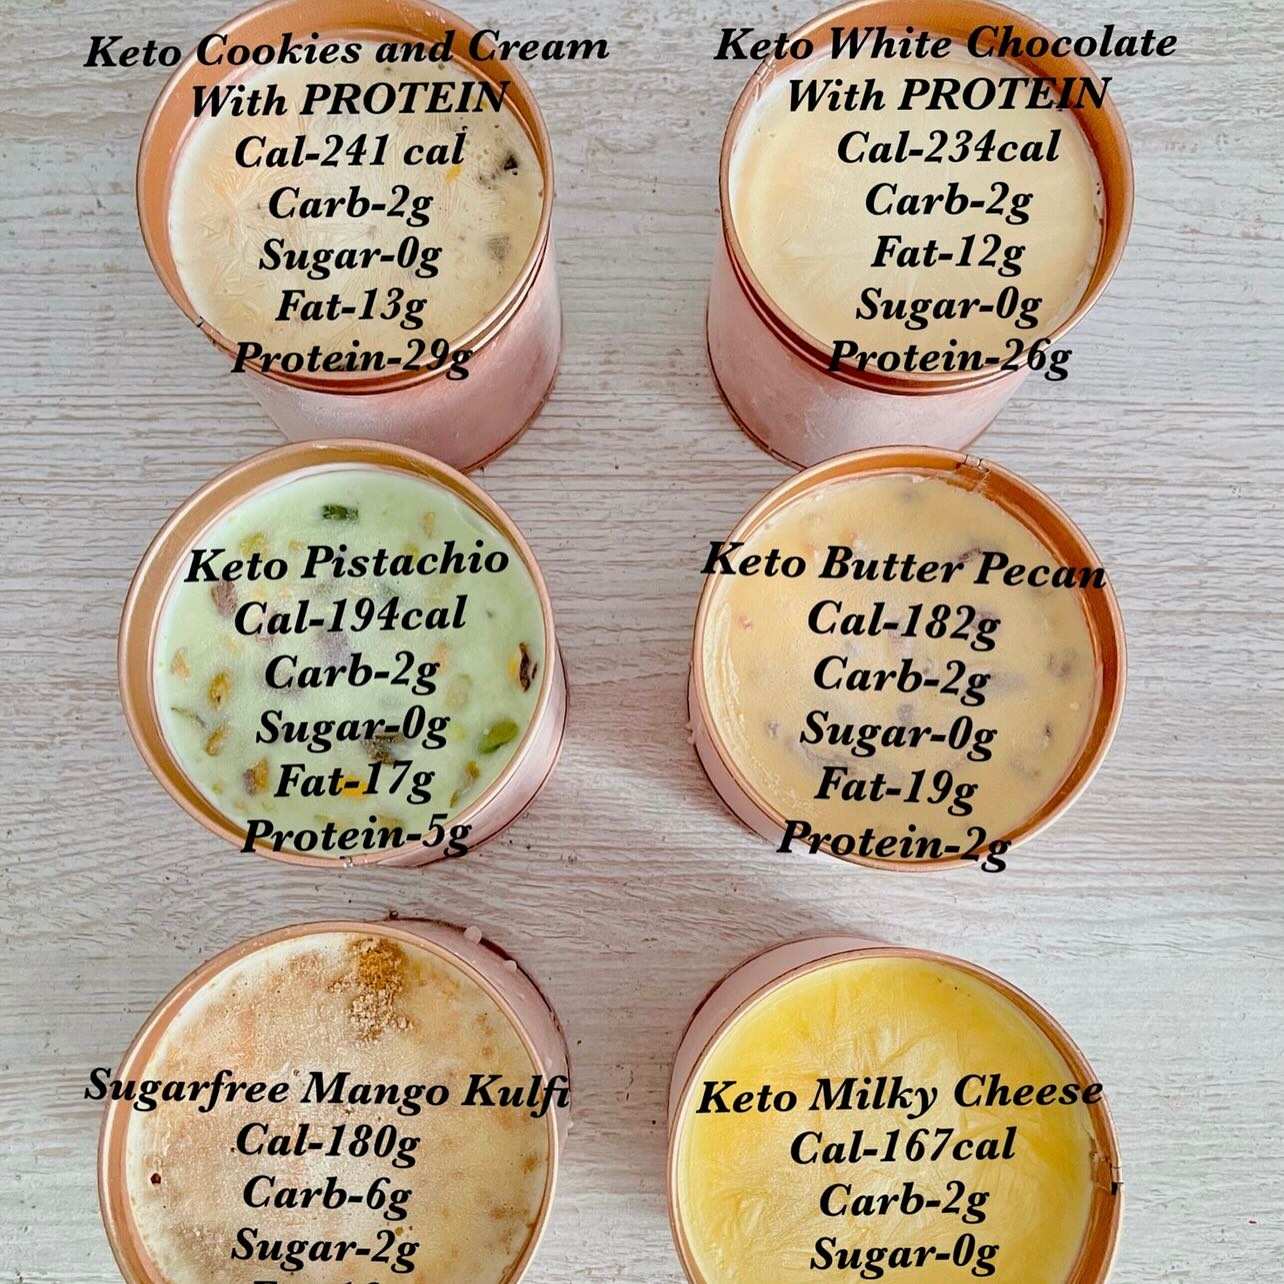 Keto Cookies and Cream
With PROTEIN
Cal-241 cal
Carb-2g
Sugar-0g
Fat-13g
Protein-29g
Keto White Chocolate
With PROTEIN
Cal-234cal
Carb-2g
Fat-12g
Sugar-0g
Protein-26g
Keto Pistachio
Cal-194cal
Carb-2g
Sugar-0g
Fat-17g
Protein-5g
Keto Butter Pecan
Cal-182g
Carb-2g
Sugar-0g
Fat-19g
Protein-2g
Sugarfree Mango Kulfi
Cal-180g
Carb-6g
Sugar-2g
Keto Milky Cheese
Cal-167cal
Carb-2g
Sugar-0g